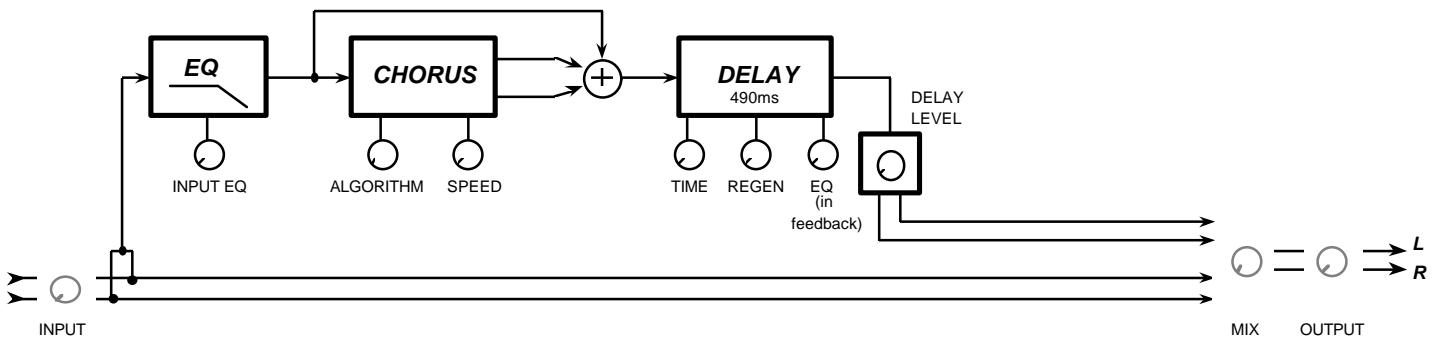 EQ
CHORUS
DELAY
490ms
DELAY
LEVEL
INPUT EQ
ALGORITHM
SPEED
TIME
REGEN
EQ
(in
feedback)
L
R
INPUT
MIX
OUTPUT